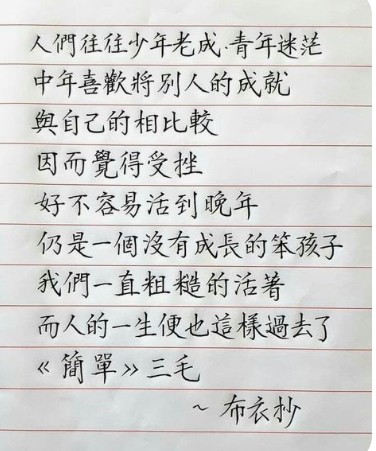 人們往往少年老成.青年迷茫
中年喜歡將別人的成就
與自己的相比較
因而覺得受挫
好不容易活到晚年
仍是一個沒有成長的笨孩子
我們一直粗糙的活著
而人的一生便也這樣過去了
《簡單》三毛
~ 布衣抄